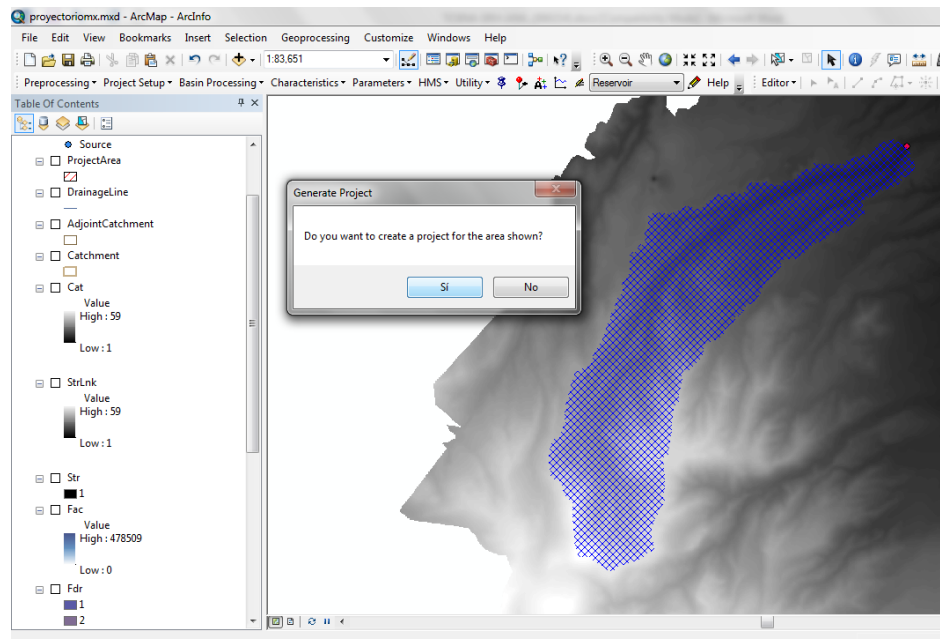 proyectoriomx.mxd - ArcMap - ArcInfo
File Edit View Bookmarks Insert Selection Geoprocessing Customize Windows Help
1:83,651
Preprocessing Project Setup Basin Processing Characteristics Parameters HMS Utility Reservoir Help Editor
Table Of Contents
Source
ProjectArea
DrainageLine
AdjointCatchment
Catchment
Cat
Value
High : 59
Low : 1
StrLnk
Value
High : 59
Low : 1
Str
1
Fac
Value
High : 478509
Low : 0
Fdr
1
2
Generate Project
Do you want to create a project for the area shown?
Sí No